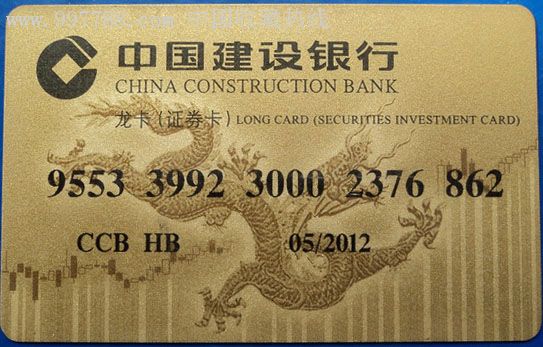 www.997788.com 中国收藏热线
中国建设银行
CHINA CONSTRUCTION BANK
龙卡(证券卡) LONG CARD (SECURITIES INVESTMENT CARD)
9553 3992 3000 2376 862
CCB HB 05/2012